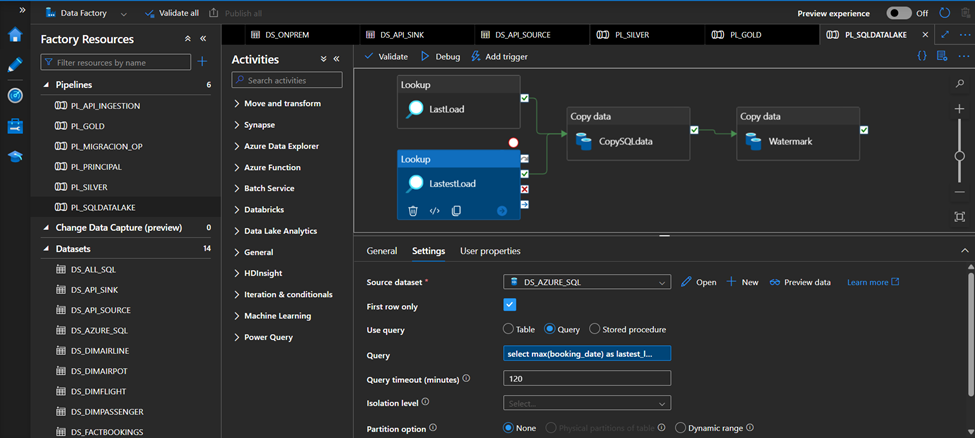 » Data Factory Validate all Publish all Preview experience Off
Factory Resources
Filter resources by name
Pipelines 6
PL_API_INGESTION
PL_GOLD
PL_MIGRACION_OP
PL_PRINCIPAL
PL_SILVER
PL_SQLDATALAKE
Change Data Capture (preview) 0
Datasets 14
DS_ALL_SQL
DS_API_SINK
DS_API_SOURCE
DS_AZURE_SQL
DS_DIMAIRLINE
DS_DIMAIRPOT
DS_DIMFLIGHT
DS_DIMPASSENGER
DS_FACTBOOKINGS
DS_ONPREM DS_API_SINK DS_API_SOURCE PL_SILVER PL_GOLD PL_SQLDATALAKE
Activities
Search activities
Move and transform
Synapse
Azure Data Explorer
Azure Function
Batch Service
Databricks
Data Lake Analytics
General
HDInsight
Iteration & conditionals
Machine Learning
Power Query
Validate Debug Add trigger
Lookup
LastLoad
Lookup
LastestLoad
Copy data
CopySQLdata
Copy data
Watermark
General Settings User properties
Source dataset * DS_AZURE_SQL Open New Preview data Learn more
First row only
Use query Table Query Stored procedure
Query select max(booking_date) as lastest_l...
Query timeout (minutes) 120
Isolation level Select...
Partition option None Physical partitions of table Dynamic range